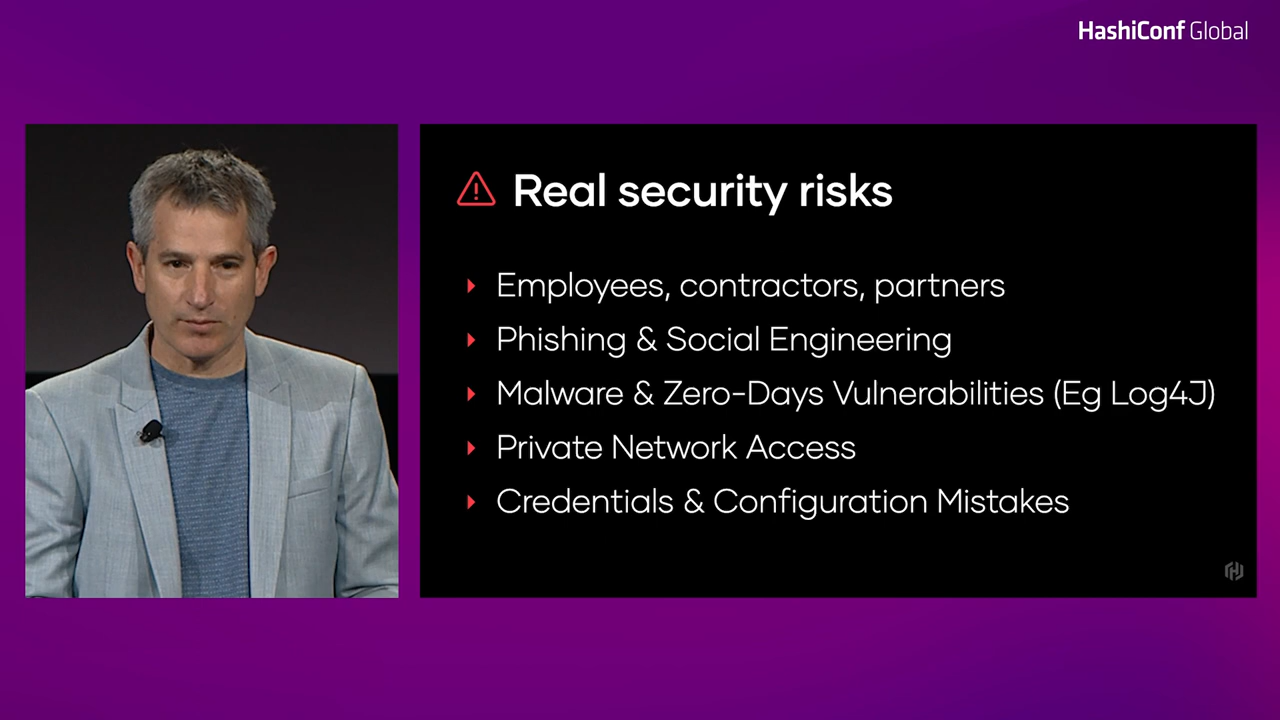 HashiConf Global
Real security risks
Employees, contractors, partners
Phishing & Social Engineering
Malware & Zero-Days Vulnerabilities (Eg Log4J)
Private Network Access
Credentials & Configuration Mistakes